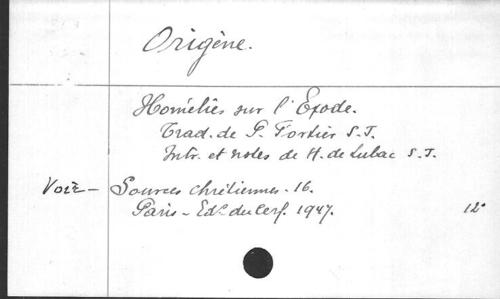 Origène.
Homélies sur l'Exode.
Trad. de P. Fortier S.J.
Intr. et notes de H. de Lubac S.J.
Voir - Sources chrétiennes - 16.
Paris - Ed.s du Cerf. 1947. 12°